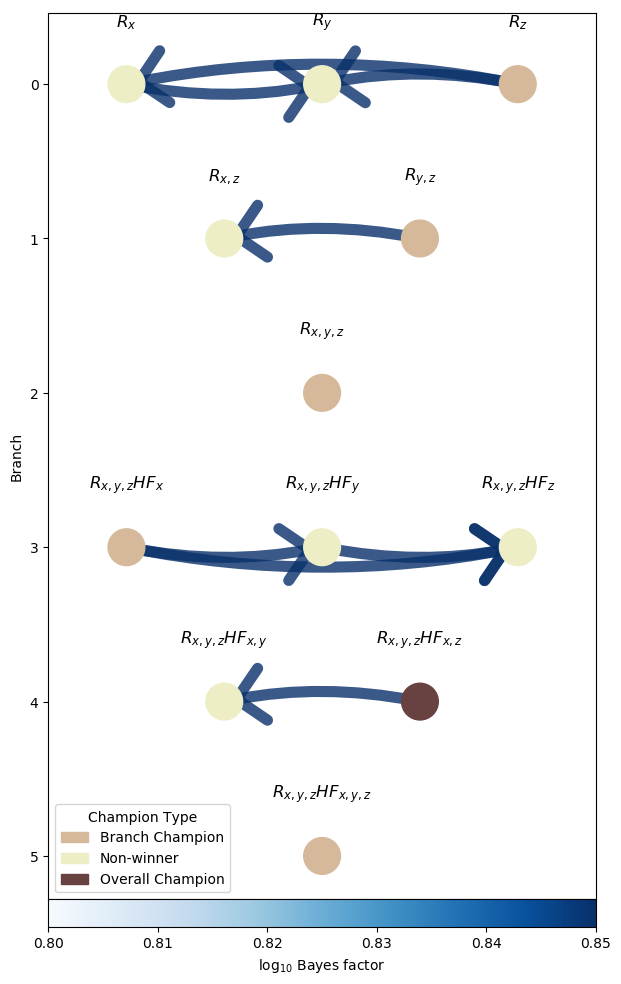 R_x R_y R_z
0
R_{x,z} R_{y,z}
1
R_{x,y,z}
2
Branch
R_{x,y,z}HF_x R_{x,y,z}HF_y R_{x,y,z}HF_z
3
R_{x,y,z}HF_{x,y} R_{x,y,z}HF_{x,z}
4
R_{x,y,z}HF_{x,y,z}
Champion Type
Branch Champion
Non-winner
Overall Champion
5
0.80 0.81 0.82 0.83 0.84 0.85
log_{10} Bayes factor